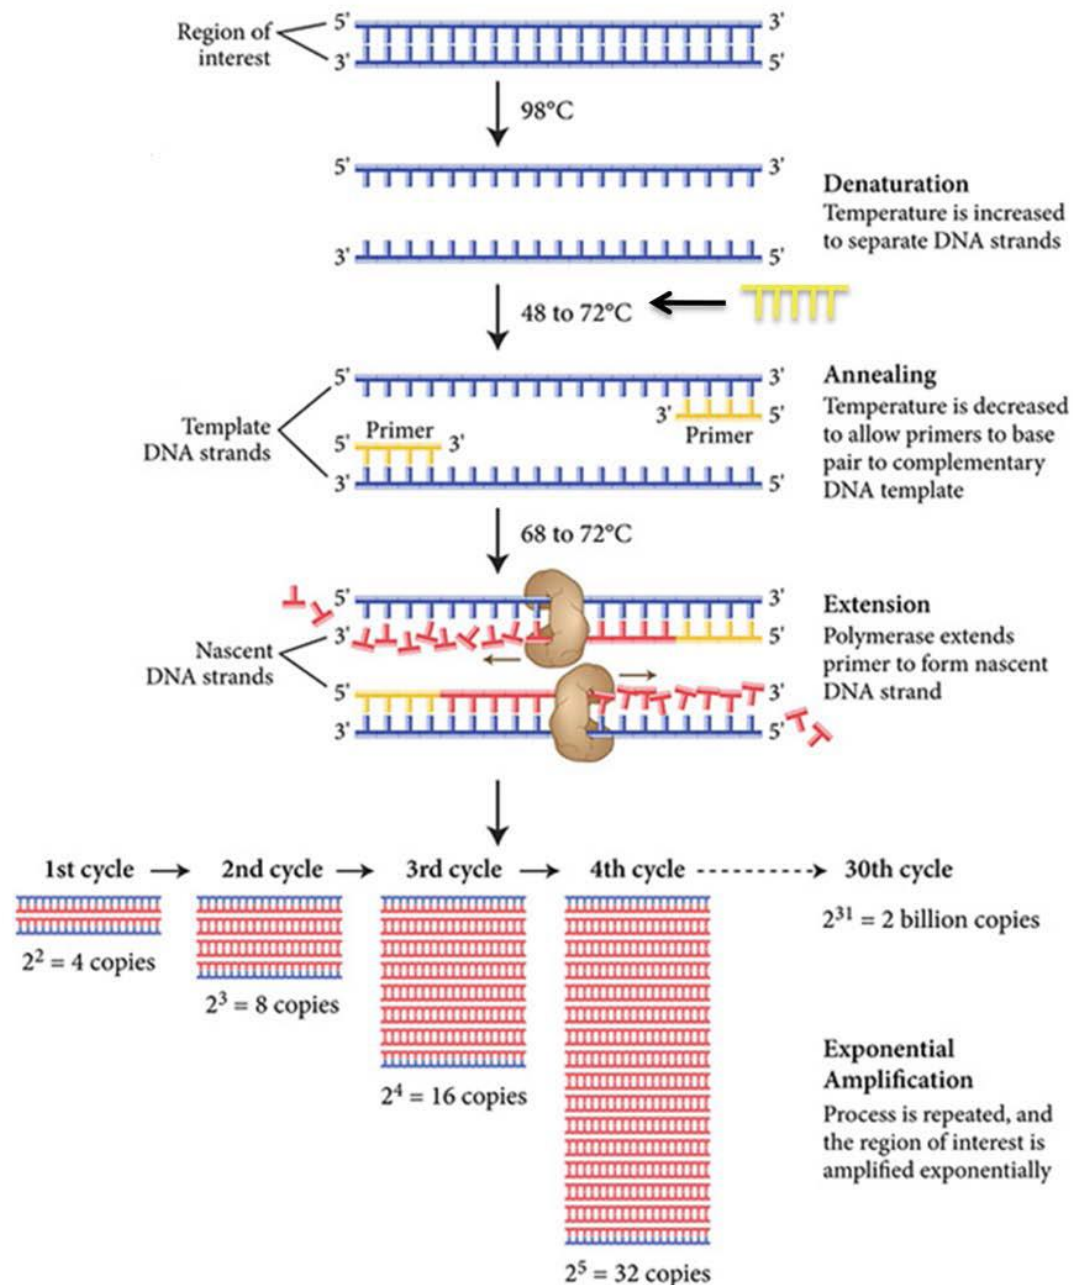 Region of
interest
5'
3'
3'
5'
98°C
5'
3'
3'
5'
Denaturation
Temperature is increased
to separate DNA strands
48 to 72°C
Template
DNA strands
5'
3'
3'
5'
Primer
5'
Primer
3'
3'
5'
Annealing
Temperature is decreased
to allow primers to base
pair to complementary
DNA template
68 to 72°C
Nascent
DNA strands
5'
3'
3'
5'
5'
3'
3'
5'
Extension
Polymerase extends
primer to form nascent
DNA strand
1st cycle
2nd cycle
3rd cycle
4th cycle
30th cycle
2² = 4 copies
2³ = 8 copies
2⁴ = 16 copies
2⁵ = 32 copies
2³¹ = 2 billion copies
Exponential
Amplification
Process is repeated, and
the region of interest is
amplified exponentially